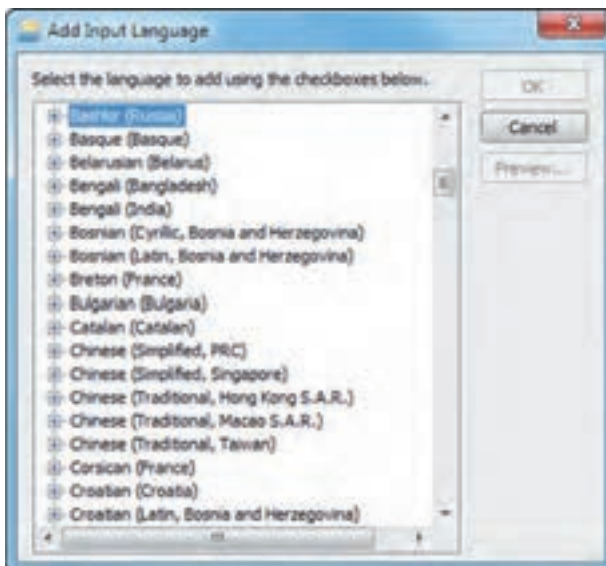 Add Input Language
Select the language to add using the checkboxes below.
Bashkir (Russia)
Basque (Basque)
Belarusian (Belarus)
Bengali (Bangladesh)
Bengali (India)
Bosnian (Cyrillic, Bosnia and Herzegovina)
Bosnian (Latin, Bosnia and Herzegovina)
Breton (France)
Bulgarian (Bulgaria)
Catalan (Catalan)
Chinese (Simplified, PRC)
Chinese (Simplified, Singapore)
Chinese (Traditional, Hong Kong S.A.R.)
Chinese (Traditional, Macao S.A.R.)
Chinese (Traditional, Taiwan)
Corsican (France)
Croatian (Croatia)
Croatian (Latin, Bosnia and Herzegovina)
OK
Cancel
Preview...